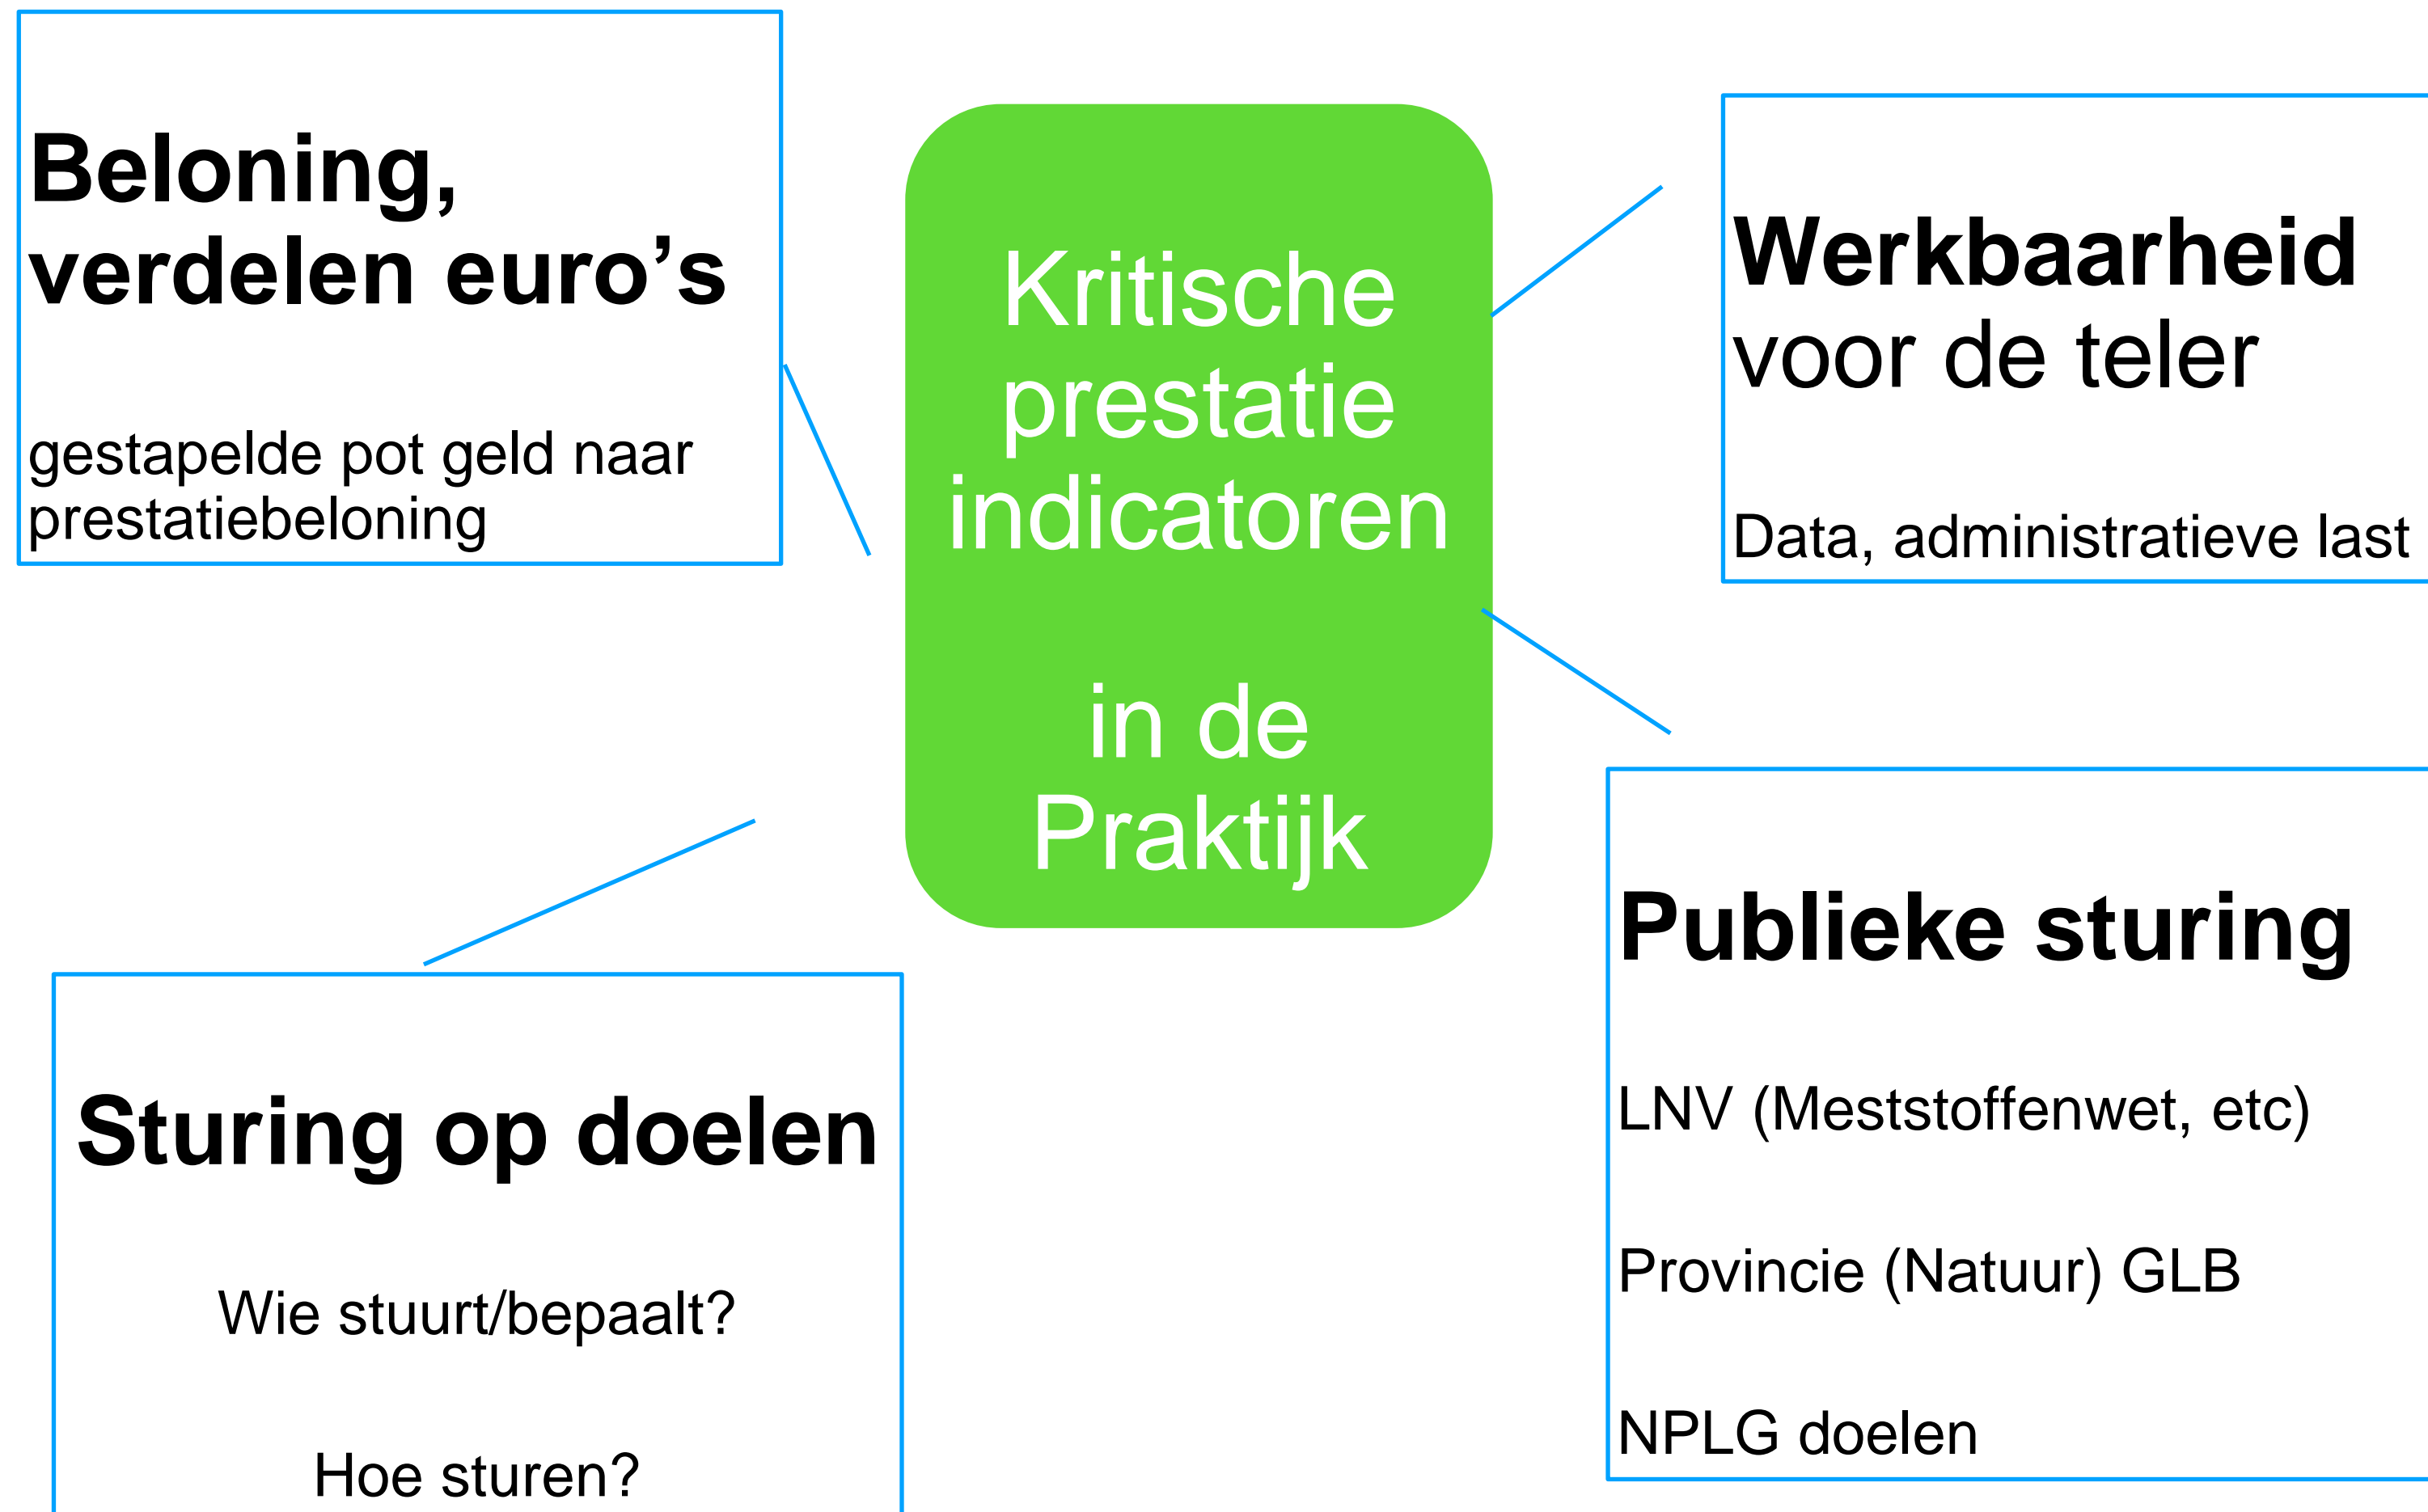 Beloning,
verdelen euro’s
gestapelde pot geld naar
prestatiebeloning
Kritische
prestatie
indicatoren
in de
Praktijk
Werkbaarheid
voor de teler
Data, administratieve last
Sturing op doelen
Wie stuurt/bepaalt?
Hoe sturen?
Publieke sturing
LNV (Meststoffenwet, etc)
Provincie (Natuur) GLB
NPLG doelen